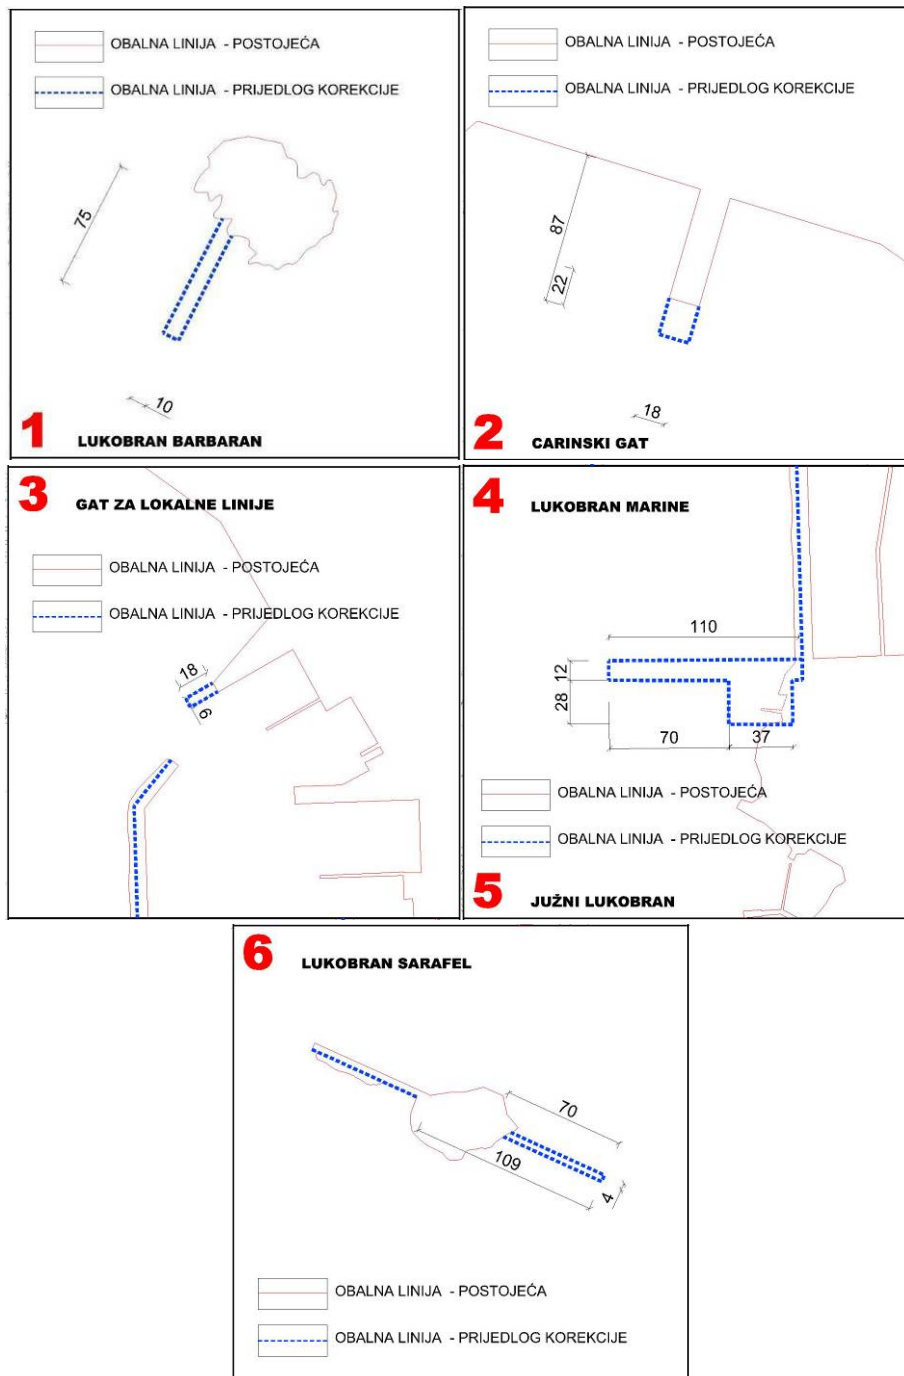 OBALNA LINIJA - POSTOJEĆA
OBALNA LINIJA - PRIJEDLOG KOREKCIJE
75
10
1 LUKOBRAN BARBARAN
OBALNA LINIJA - POSTOJEĆA
OBALNA LINIJA - PRIJEDLOG KOREKCIJE
87
22
18
2 CARINSKI GAT
3 GAT ZA LOKALNE LINIJE
OBALNA LINIJA - POSTOJEĆA
OBALNA LINIJA - PRIJEDLOG KOREKCIJE
18
6
4 LUKOBRAN MARINE
110
12
28
70 37
OBALNA LINIJA - POSTOJEĆA
OBALNA LINIJA - PRIJEDLOG KOREKCIJE
5 JUŽNI LUKOBRAN
6 LUKOBRAN SARAFEL
70
109
4
OBALNA LINIJA - POSTOJEĆA
OBALNA LINIJA - PRIJEDLOG KOREKCIJE